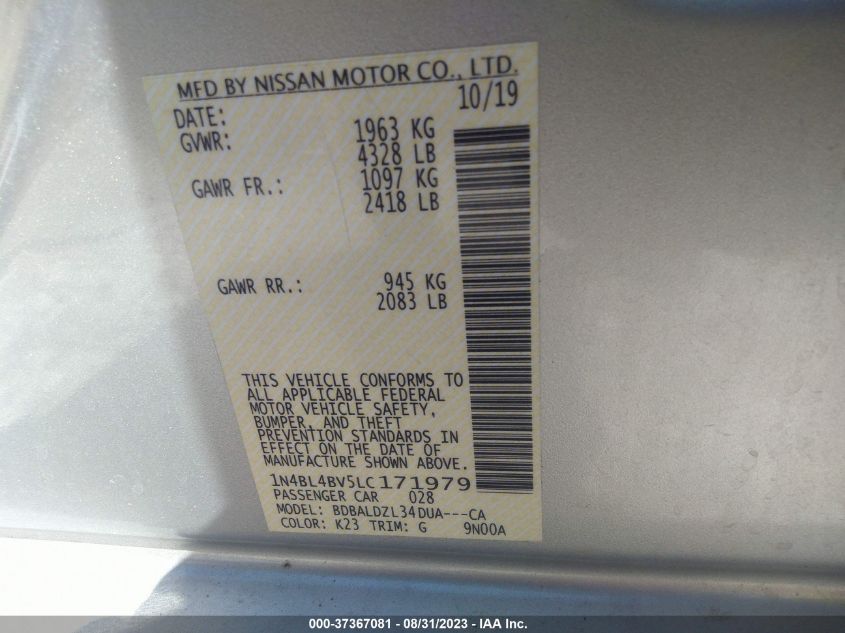 MFD BY NISSAN MOTOR CO., LTD.
DATE: 10/19
GVWR: 1963 KG
4328 LB
GAWR FR.: 1097 KG
2418 LB
GAWR RR.: 945 KG
2083 LB
THIS VEHICLE CONFORMS TO
ALL APPLICABLE FEDERAL
MOTOR VEHICLE SAFETY,
BUMPER, AND THEFT
PREVENTION STANDARDS IN
EFFECT ON THE DATE OF
MANUFACTURE SHOWN ABOVE.
1N4BL4BV5LC171979
PASSENGER CAR 028
MODEL: BDBALDZL34DUA---CA
COLOR: K23 TRIM: G 9N00A
000-37367081 - 08/31/2023 - IAA Inc.